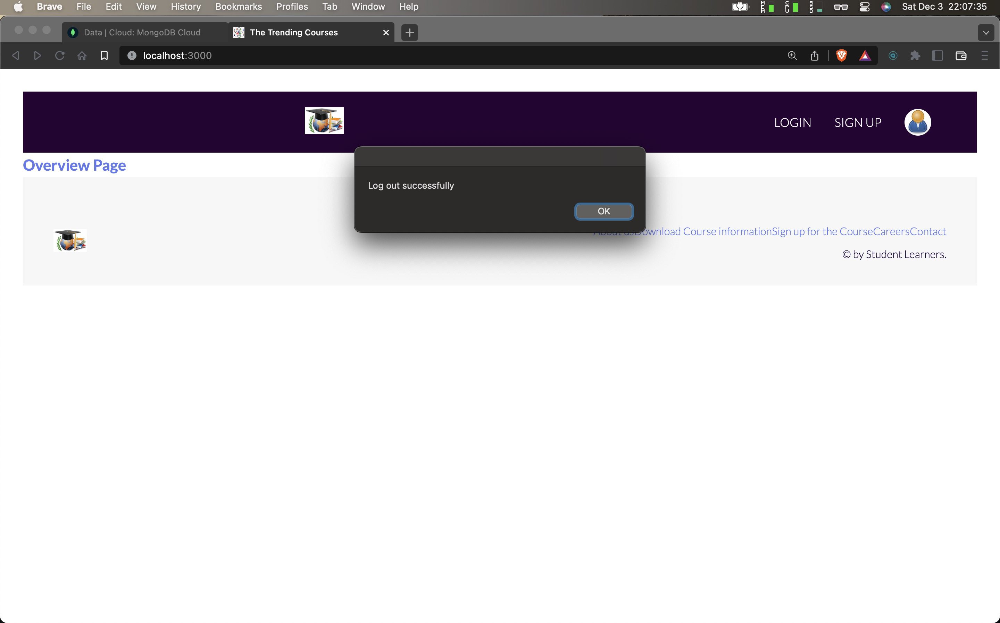 Brave File Edit View History Bookmarks Profiles Tab Window Help MEM CPU SSD Sat Dec 3 22:07:35
Data | Cloud: MongoDB Cloud The Trending Courses
localhost:3000
LOGIN SIGN UP
Overview Page
Log out successfully
OK
About usDownload Course informationSign up for the CourseCareersContact
© by Student Learners.